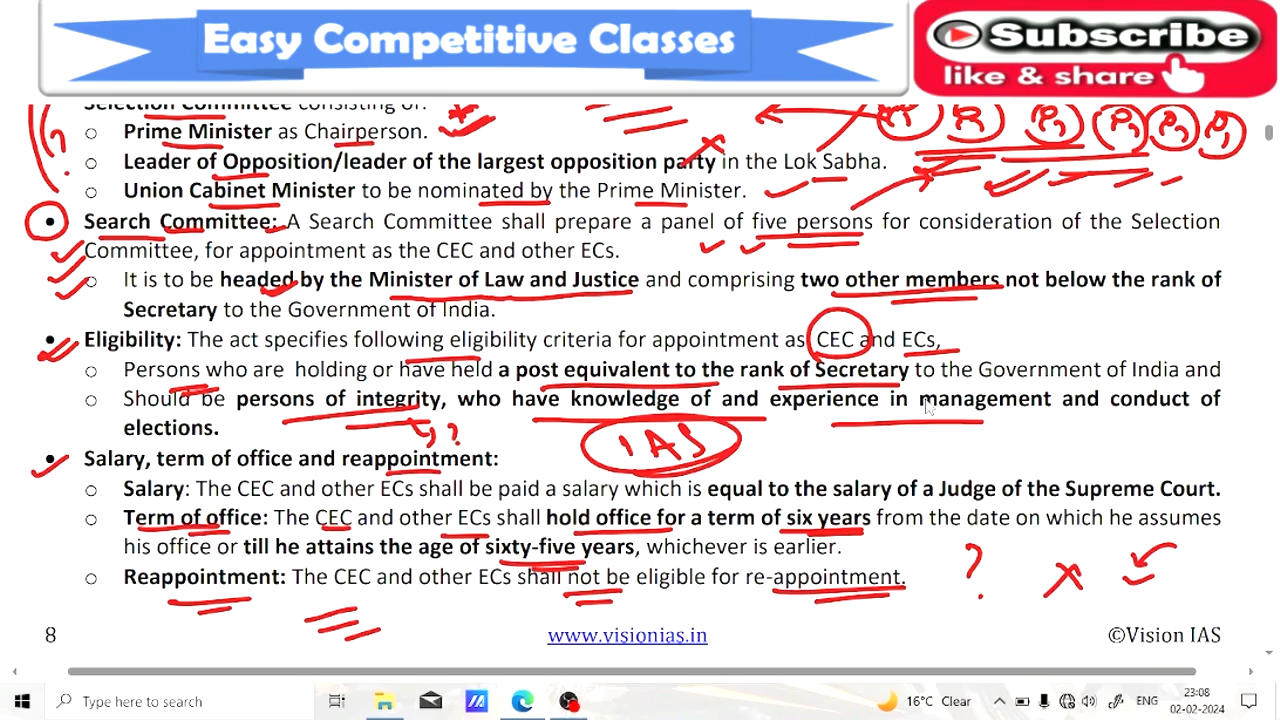 Easy Competitive Classes
Subscribe
like & share
Selection Committee consisting of:
o Prime Minister as Chairperson.
o Leader of Opposition/leader of the largest opposition party in the Lok Sabha.
o Union Cabinet Minister to be nominated by the Prime Minister.
• Search Committee: A Search Committee shall prepare a panel of five persons for consideration of the Selection
Committee, for appointment as the CEC and other ECs.
o It is to be headed by the Minister of Law and Justice and comprising two other members not below the rank of
Secretary to the Government of India.
• Eligibility: The act specifies following eligibility criteria for appointment as CEC and ECs,
o Persons who are holding or have held a post equivalent to the rank of Secretary to the Government of India and
o Should be persons of integrity, who have knowledge of and experience in management and conduct of
elections.
IAS
• Salary, term of office and reappointment:
o Salary: The CEC and other ECs shall be paid a salary which is equal to the salary of a Judge of the Supreme Court.
o Term of office: The CEC and other ECs shall hold office for a term of six years from the date on which he assumes
his office or till he attains the age of sixty-five years, whichever is earlier.
o Reappointment: The CEC and other ECs shall not be eligible for re-appointment.
?
8 www.visionias.in ©Vision IAS
Type here to search
16°C Clear
ENG
23:08
02-02-2024